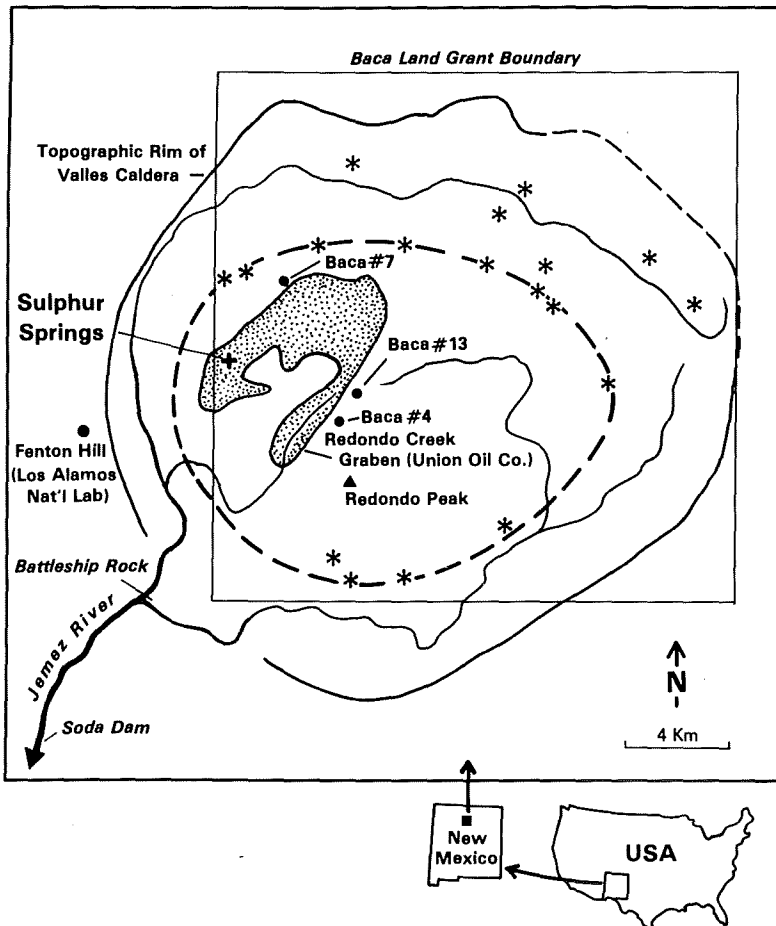 Baca Land Grant Boundary
Topographic Rim of
Valles Caldera
Baca #7
Sulphur
Springs
Baca #13
Baca #4
Redondo Creek
Graben (Union Oil Co.)
Fenton Hill
(Los Alamos
Nat'l Lab)
Redondo Peak
Battleship Rock
Jemez River
Soda Dam
N
4 Km
New
Mexico
USA